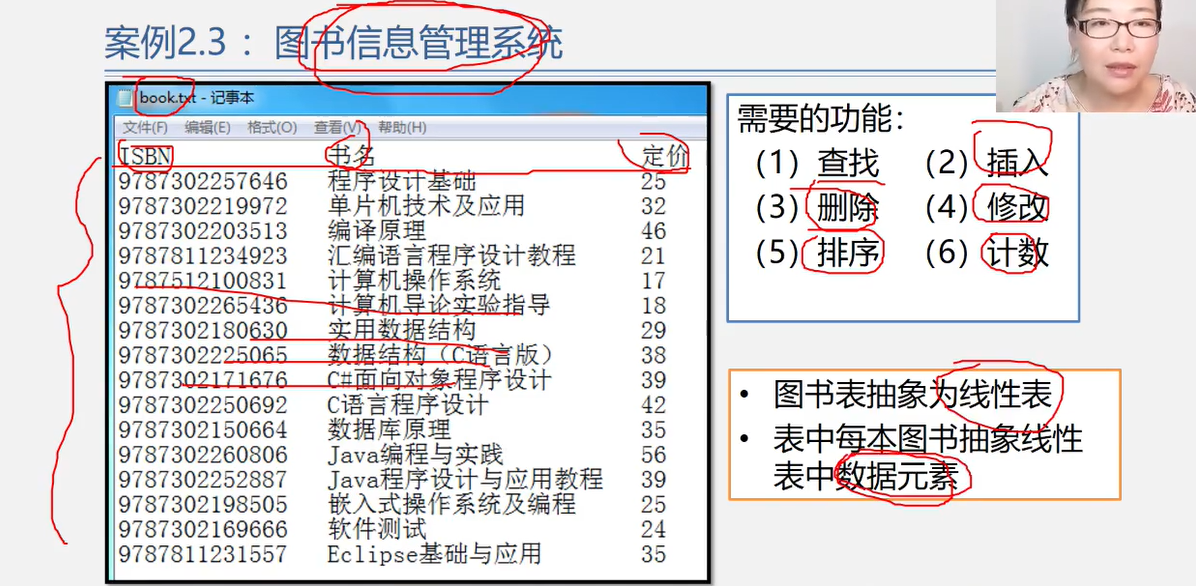 案例2.3 ：图书信息管理系统
book.txt - 记事本
文件(F) 编辑(E) 格式(O) 查看(V) 帮助(H)
ISBN 书名 定价
9787302257646 程序设计基础 25
9787302219972 单片机技术及应用 32
9787302203513 编译原理 46
9787811234923 汇编语言程序设计教程 21
9787512100831 计算机操作系统 17
9787302265436 计算机导论实验指导 18
9787302180630 实用数据结构 29
9787302225065 数据结构（C语言版） 38
9787302171676 C#面向对象程序设计 39
9787302250692 C语言程序设计 42
9787302150664 数据库原理 35
9787302260806 Java编程与实践 56
9787302252887 Java程序设计与应用教程 39
9787302198505 嵌入式操作系统及编程 25
9787302169666 软件测试 24
9787811231557 Eclipse基础与应用 35
需要的功能：
（1）查找 （2）插入
（3）删除 （4）修改
（5）排序 （6）计数
• 图书表抽象为线性表
• 表中每本图书抽象线性
表中数据元素